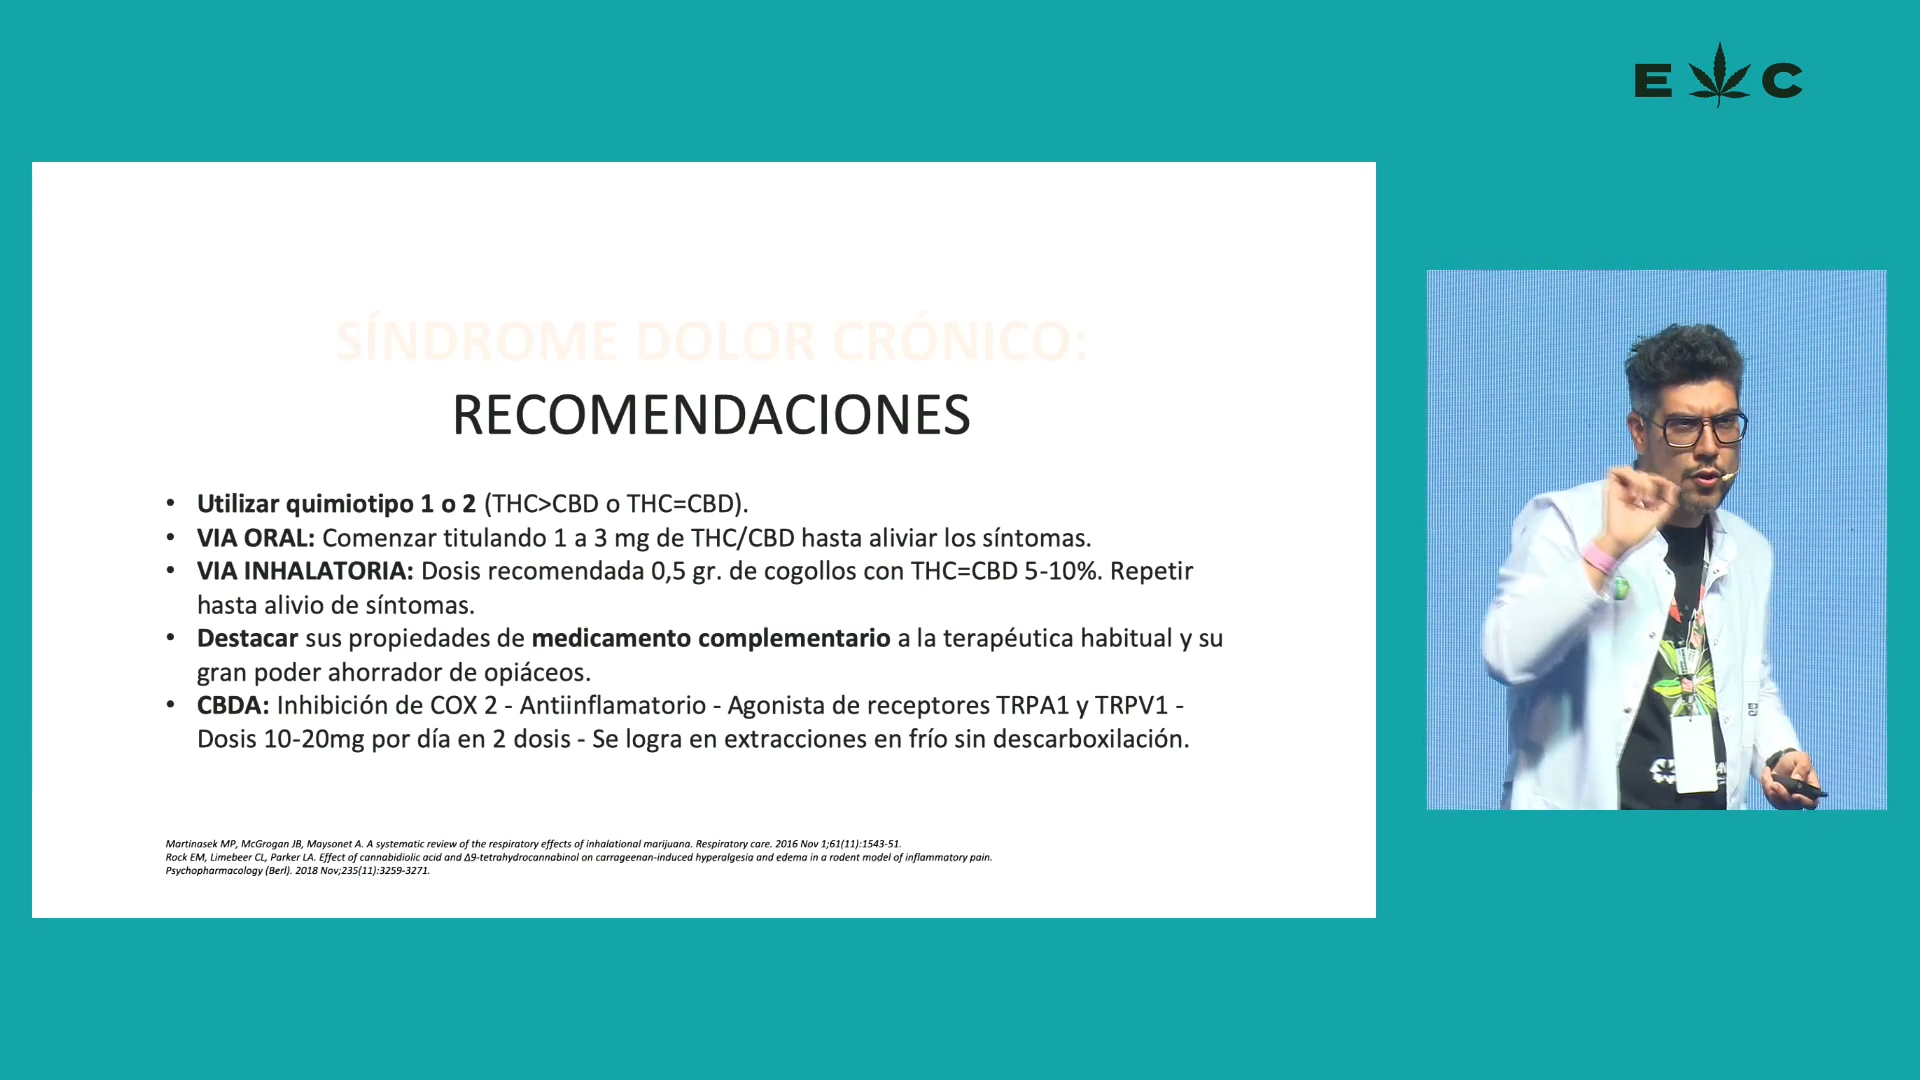 E C
SÍNDROME DOLOR CRÓNICO:
RECOMENDACIONES
• Utilizar quimiotipo 1 o 2 (THC>CBD o THC=CBD).
• VIA ORAL: Comenzar titulando 1 a 3 mg de THC/CBD hasta aliviar los síntomas.
• VIA INHALATORIA: Dosis recomendada 0,5 gr. de cogollos con THC=CBD 5-10%. Repetir
hasta alivio de síntomas.
• Destacar sus propiedades de medicamento complementario a la terapéutica habitual y su
gran poder ahorrador de opiáceos.
• CBDA: Inhibición de COX 2 - Antiinflamatorio - Agonista de receptores TRPA1 y TRPV1 -
Dosis 10-20mg por día en 2 dosis - Se logra en extracciones en frío sin descarboxilación.
Martinasek MP, McGrogan JB, Maysonet A. A systematic review of the respiratory effects of inhalational marijuana. Respiratory care. 2016 Nov 1;61(11):1543-51.
Rock EM, Limebeer CL, Parker LA. Effect of cannabidiolic acid and Δ9-tetrahydrocannabinol on carrageenan-induced hyperalgesia and edema in a rodent model of inflammatory pain.
Psychopharmacology (Berl). 2018 Nov;235(11):3259-3271.